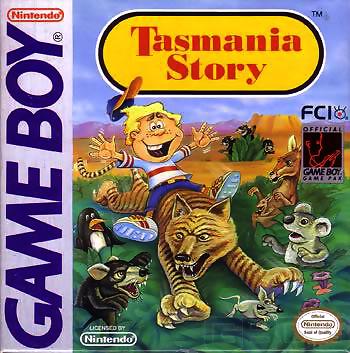 Nintendo®
GAME BOY®
Tasmania
Story
TM
FCI
OFFICIAL
GAME BOY
GAME PAK
LICENSED BY
Nintendo
Official
Nintendo
Seal of Quality